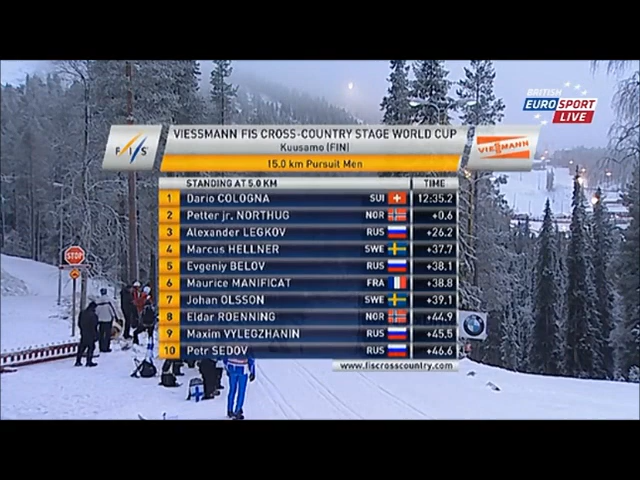 BRITISH
EUROSPORT
LIVE
FIS
VIESSMANN FIS CROSS-COUNTRY STAGE WORLD CUP
Kuusamo (FIN)
15.0 km Pursuit Men
VIESSMANN
STANDING AT 5.0 KM TIME
1 Dario COLOGNA SUI 12:35.2
2 Petter jr. NORTHUG NOR +0.6
3 Alexander LEGKOV RUS +26.2
4 Marcus HELLNER SWE +37.7
5 Evgeniy BELOV RUS +38.1
6 Maurice MANIFICAT FRA +38.8
7 Johan OLSSON SWE +39.1
8 Eldar ROENNING NOR +44.9
9 Maxim VYLEGZHANIN RUS +45.5
10 Petr SEDOV RUS +46.6
www.fiscrosscountry.com
STOP
BMW